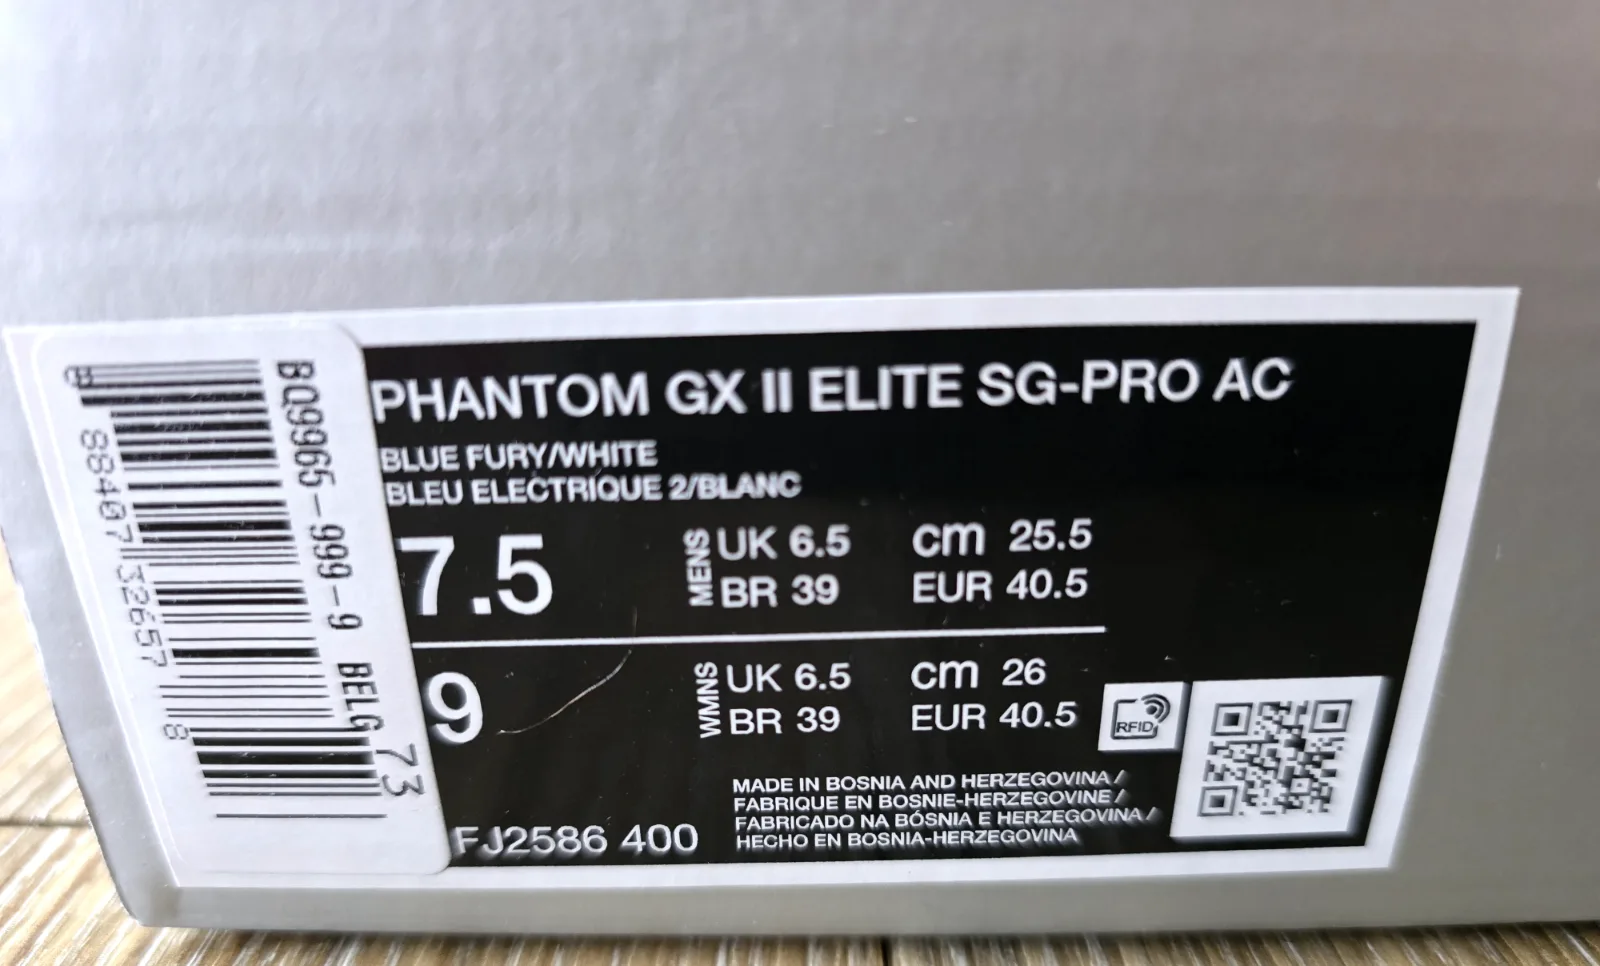 PHANTOM GX II ELITE SG-PRO AC
BLUE FURY/WHITE
BLEU ELECTRIQUE 2/BLANC
7.5
MENS
UK 6.5 cm 25.5
BR 39 EUR 40.5
9
WMNS
UK 6.5 cm 26
BR 39 EUR 40.5
RFID
MADE IN BOSNIA AND HERZEGOVINA /
FABRIQUE EN BOSNIE-HERZEGOVINE /
FABRICADO NA BÓSNIA E HERZEGOVINA /
HECHO EN BOSNIA-HERZEGOVINA
FJ2586 400
BQ9965-999-9 BELG 73
8 88407 32657 8